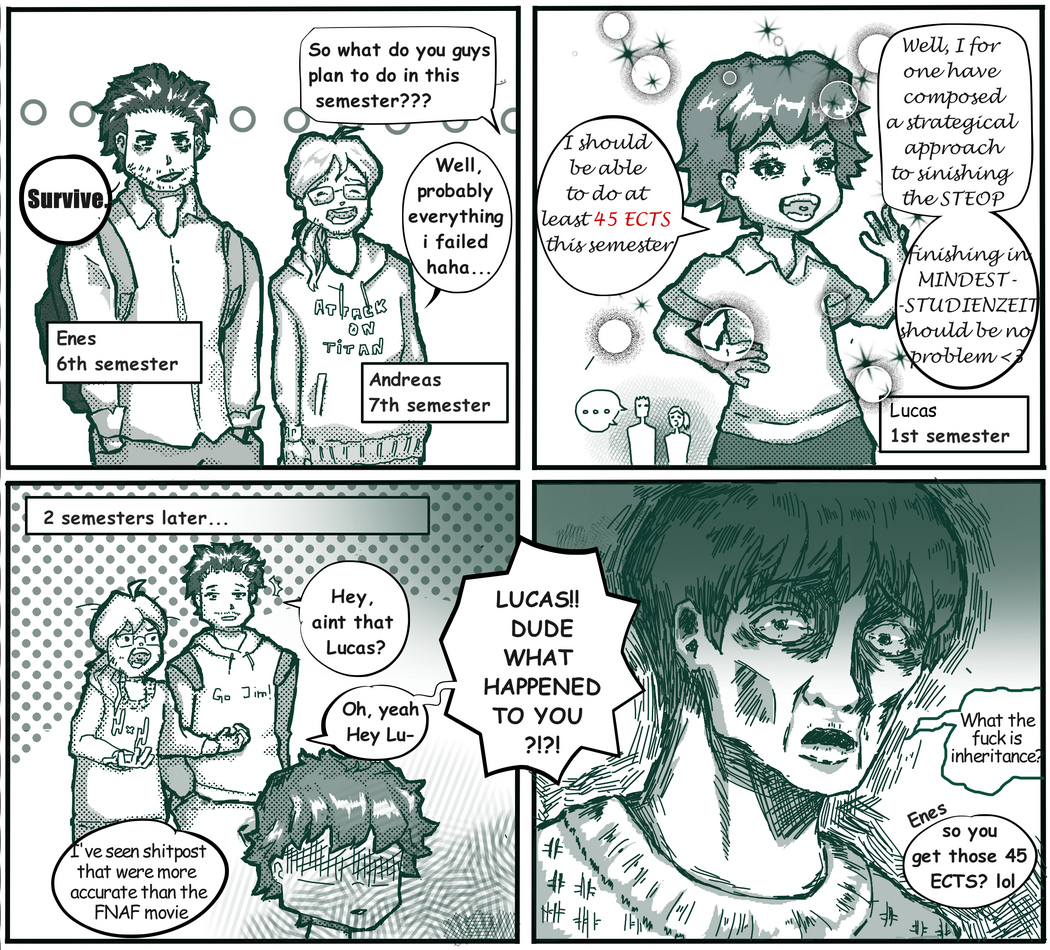 So what do you guys
plan to do in this
semester???
Survive.
Well,
probably
everything
i failed
haha...
ATTACK
ON
TITAN
Enes
6th semester
Andreas
7th semester
Well, I for
one have
composed
a strategical
approach
to sinishing
the STEOP
I should
be able
to do at
least 45 ECTS
this semester
finishing in
MINDEST-
-STUDIENZEIT
should be no
problem <3
...
Lucas
1st semester
2 semesters later...
Hey,
aint that
Lucas?
Go Jim!
HxH
Oh, yeah
Hey Lu-
I've seen shitpost
that were more
accurate than the
FNAF movie
LUCAS!!
DUDE
WHAT
HAPPENED
TO YOU
?!?!
What the
fuck is
inheritance?
Enes
so you
get those 45
ECTS? lol